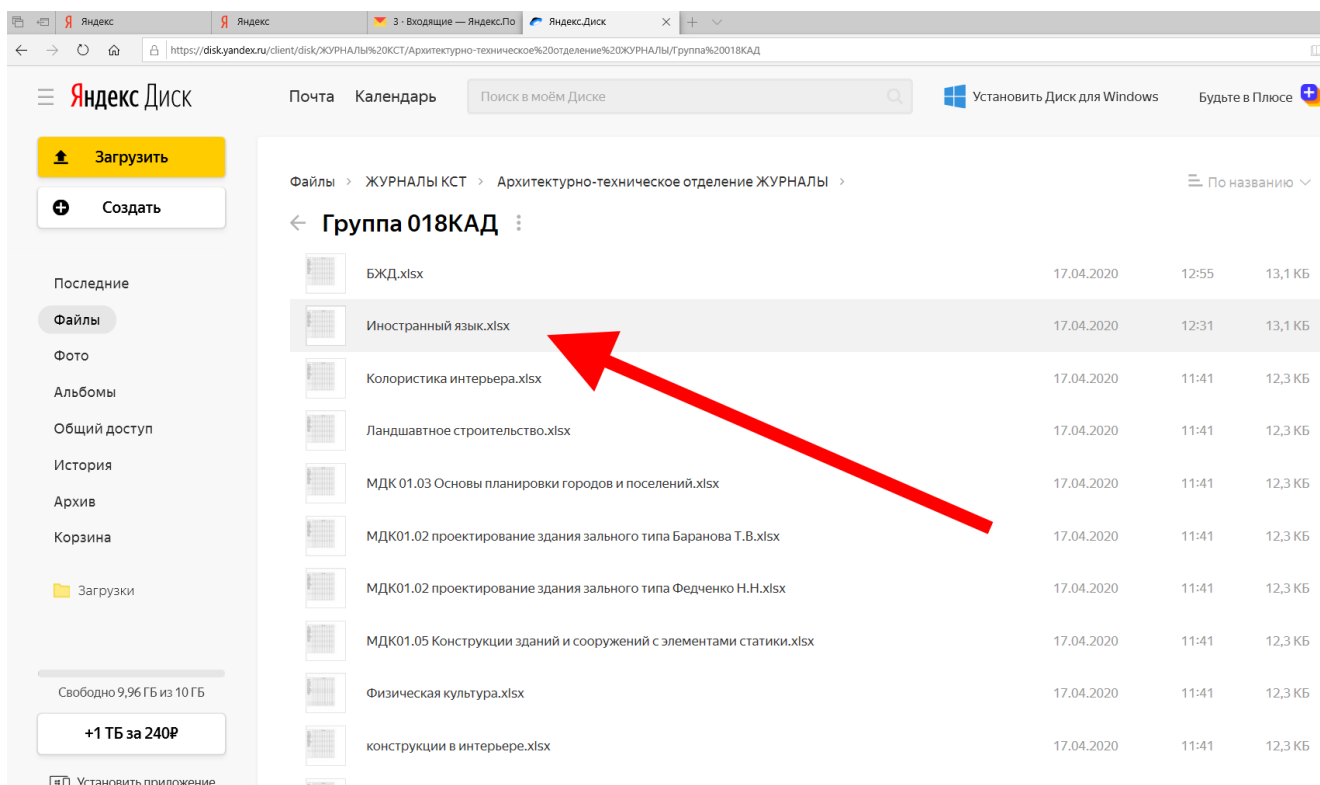 Яндекс
Яндекс
3 · Входящие — Яндекс.По
Яндекс.Диск
https://disk.yandex.ru/client/disk/ЖУРНАЛЫ%20КСТ/Архитектурно-техническое%20отделение%20ЖУРНАЛЫ/Группа%20018КАД
Яндекс Диск
Почта Календарь
Поиск в моём Диске
Установить Диск для Windows
Будьте в Плюсе
Загрузить
Создать
Последние
Файлы
Фото
Альбомы
Общий доступ
История
Архив
Корзина
Загрузки
Свободно 9,96 ГБ из 10 ГБ
+1 ТБ за 240₽
Установить приложение
Файлы > ЖУРНАЛЫ КСТ > Архитектурно-техническое отделение ЖУРНАЛЫ >
По названию
Группа 018КАД
БЖД.xlsx 17.04.2020 12:55 13,1 КБ
Иностранный язык.xlsx 17.04.2020 12:31 13,1 КБ
Колористика интерьера.xlsx 17.04.2020 11:41 12,3 КБ
Ландшавтное строительство.xlsx 17.04.2020 11:41 12,3 КБ
МДК 01.03 Основы планировки городов и поселений.xlsx 17.04.2020 11:41 12,3 КБ
МДК01.02 проектирование здания зального типа Баранова Т.В.xlsx 17.04.2020 11:41 12,3 КБ
МДК01.02 проектирование здания зального типа Федченко Н.Н.xlsx 17.04.2020 11:41 12,3 КБ
МДК01.05 Конструкции зданий и сооружений с элементами статики.xlsx 17.04.2020 11:41 12,3 КБ
Физическая культура.xlsx 17.04.2020 11:41 12,3 КБ
конструкции в интерьере.xlsx 17.04.2020 11:41 12,3 КБ